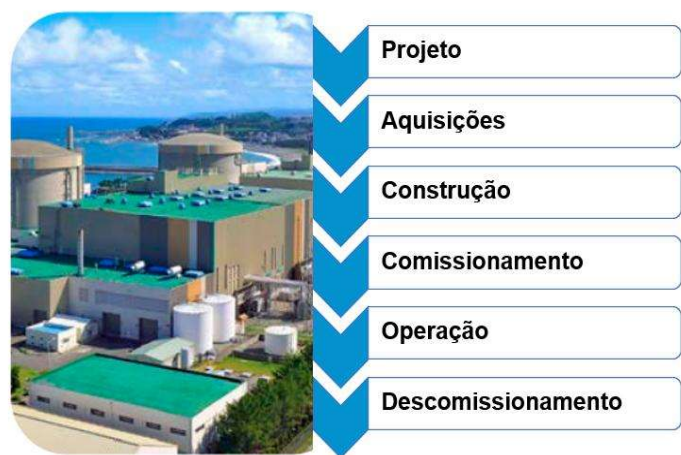 Projeto
Aquisições
Construção
Comissionamento
Operação
Descomissionamento